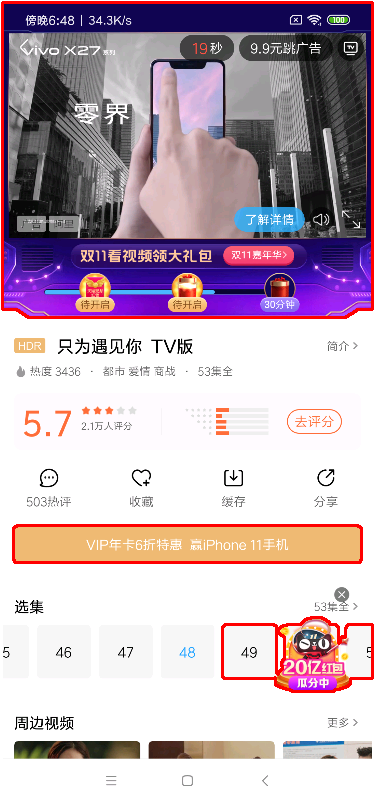 傍晚6:48 | 34.3K/s
100
vivo X27 系列
19 秒
9.9元跳广告
TV
零界
广告 阿里
了解详情
双11看视频领大礼包
双11嘉年华>
待开启
待开启
30分钟
HDR 只为遇见你 TV版
简介 >
热度 3436 · 都市 爱情 商战 · 53集全
5.7
2.1万人评分
去评分
503热评
收藏
缓存
分享
VIP年卡6折特惠 赢iPhone 11手机
选集
53集全 >
5
46
47
48
49
5
20亿红包
瓜分中
周边视频
更多 >